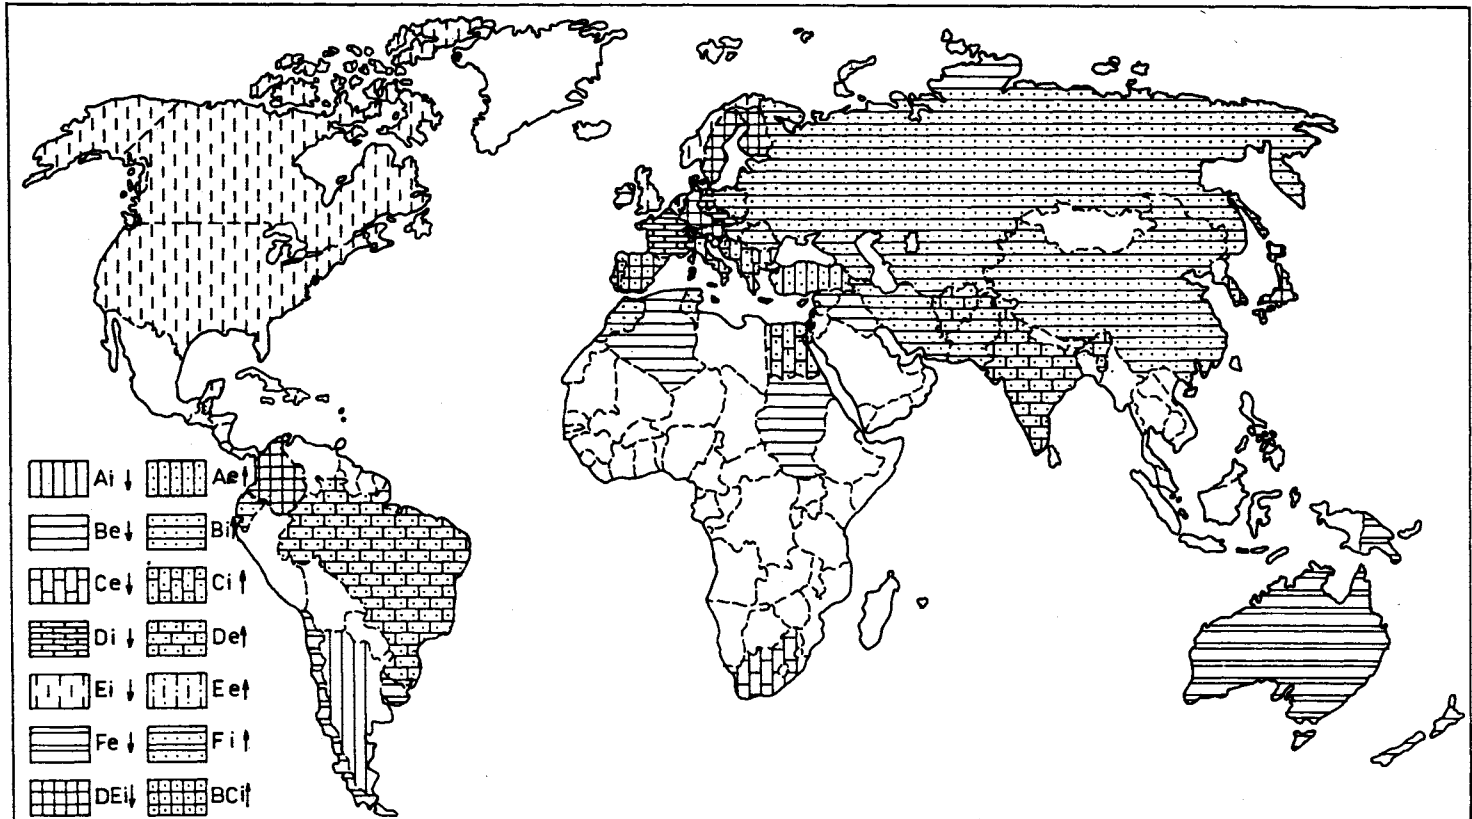 Ai ↓ Ae ↑
Be ↓ Bi ↑
Ce ↓ Ci ↑
Di ↓ De ↑
Ei ↓ Ee ↑
Fe ↓ Fi ↑
DEi ↓ BCi ↑